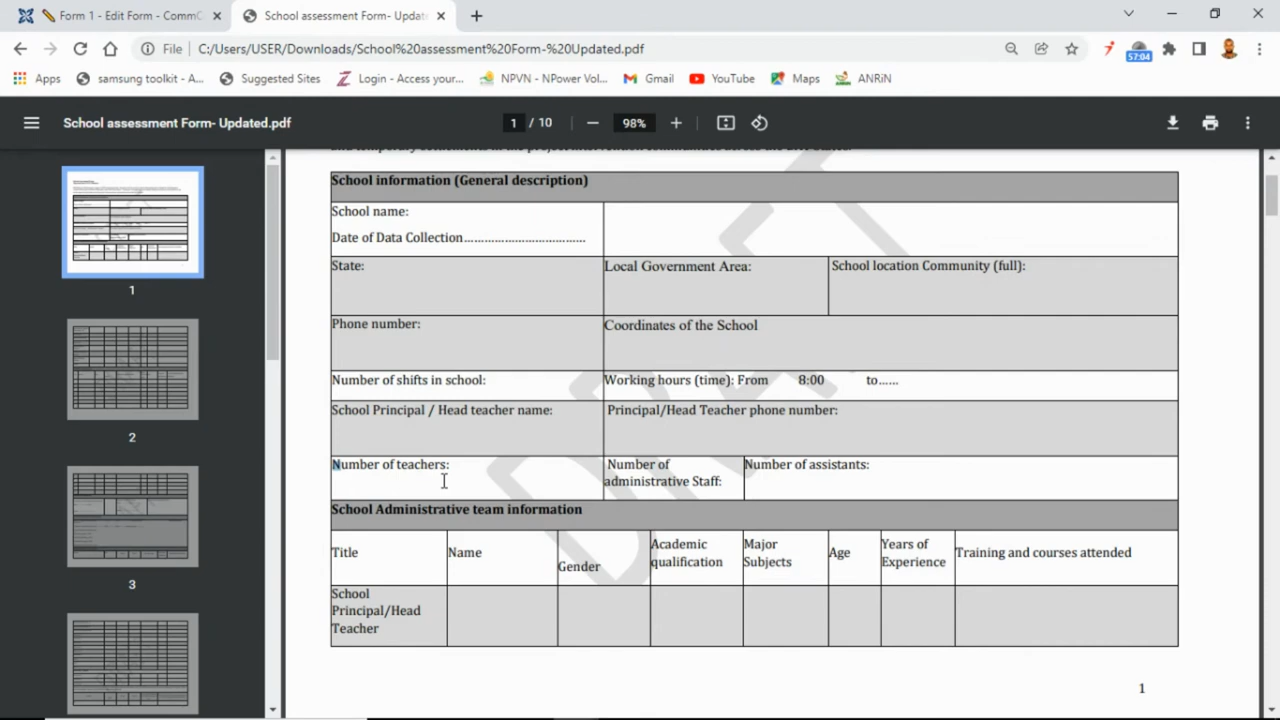 Form 1 - Edit Form - CommC
School assessment Form- Updat
File
C:/Users/USER/Downloads/School%20assessment%20Form-%20Updated.pdf
57:04
Apps
samsung toolkit - A...
Suggested Sites
Login - Access your...
NPVN - NPower Vol...
Gmail
YouTube
Maps
ANRiN
School assessment Form- Updated.pdf
1 / 10
98%
School information (General description)
School name:
Date of Data Collection.......................................
State:
Local Government Area:
School location Community (full):
Phone number:
Coordinates of the School
Number of shifts in school:
Working hours (time): From 8:00 to......
School Principal / Head teacher name:
Principal/Head Teacher phone number:
Number of teachers:
Number of
administrative Staff:
Number of assistants:
School Administrative team information
Title
Name
Gender
Academic
qualification
Major
Subjects
Age
Years of
Experience
Training and courses attended
School
Principal/Head
Teacher
1
1
2
3
DRAFT